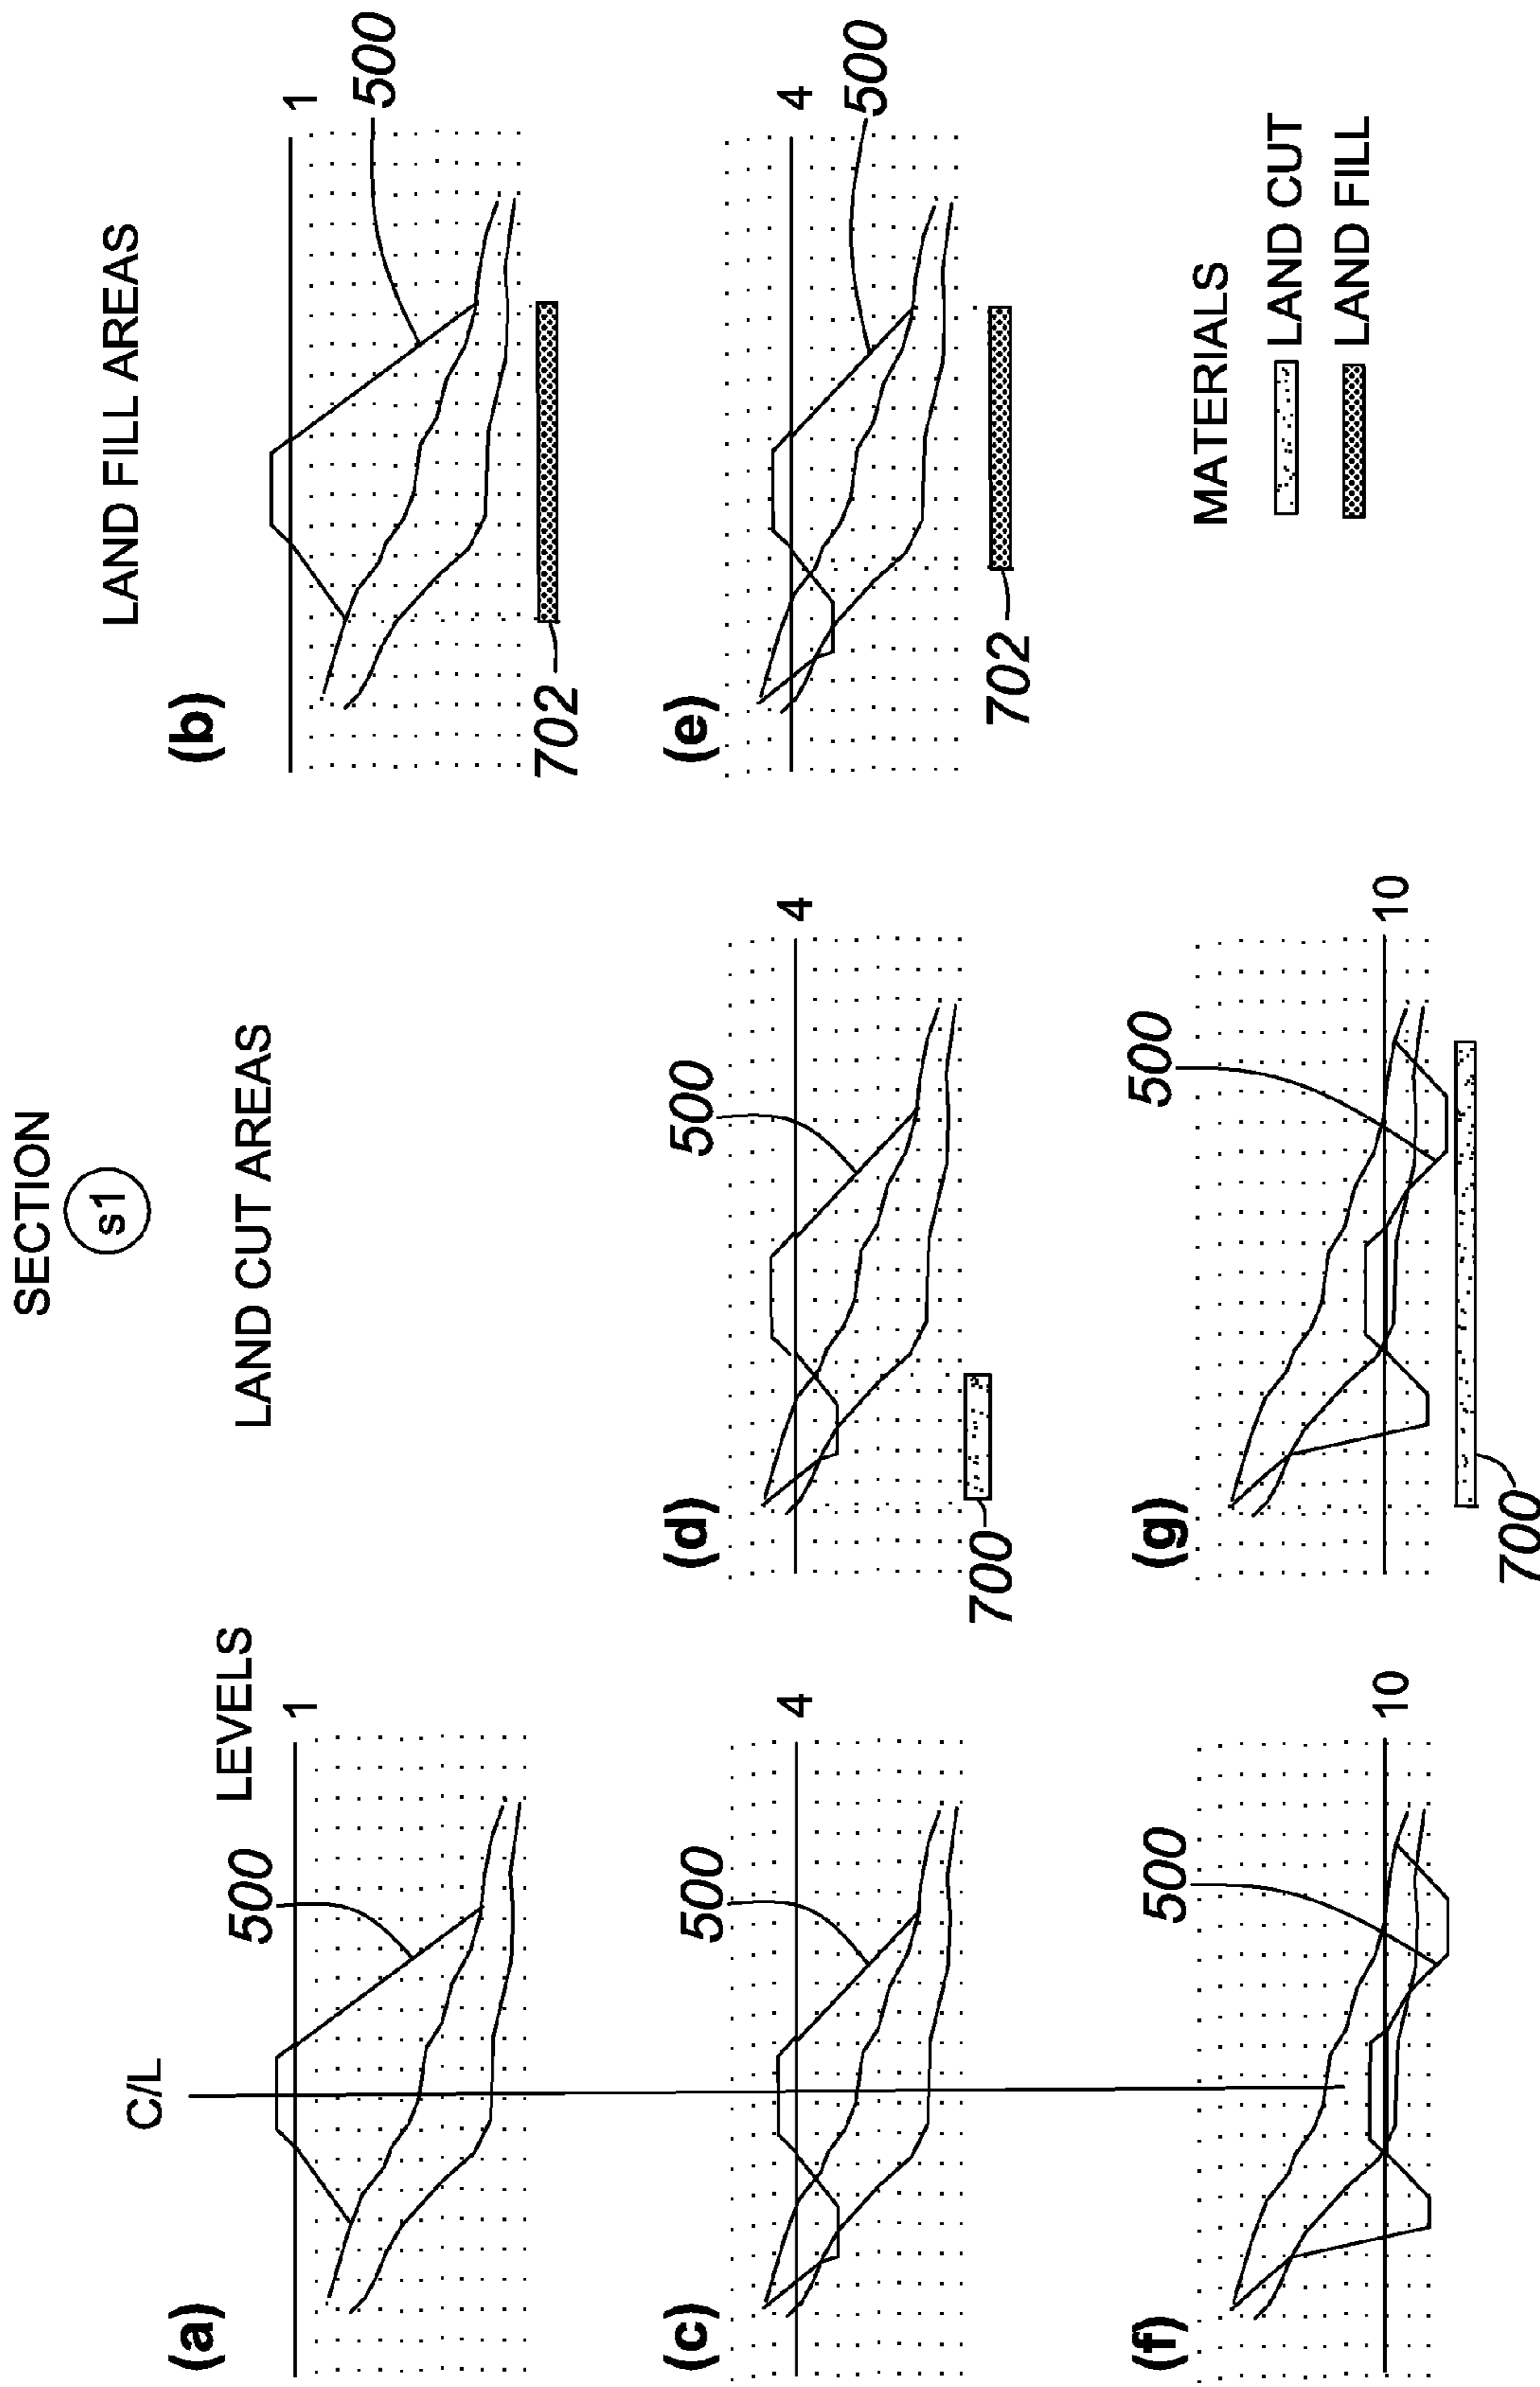 SECTION
s1
LAND CUT AREAS
LAND FILL AREAS
C/L
LEVELS
(a)
500
1
(b)
500
1
702
(c)
500
4
(d)
500
4
700
(e)
500
4
702
(f)
500
10
(g)
500
10
700
MATERIALS
LAND CUT
LAND FILL